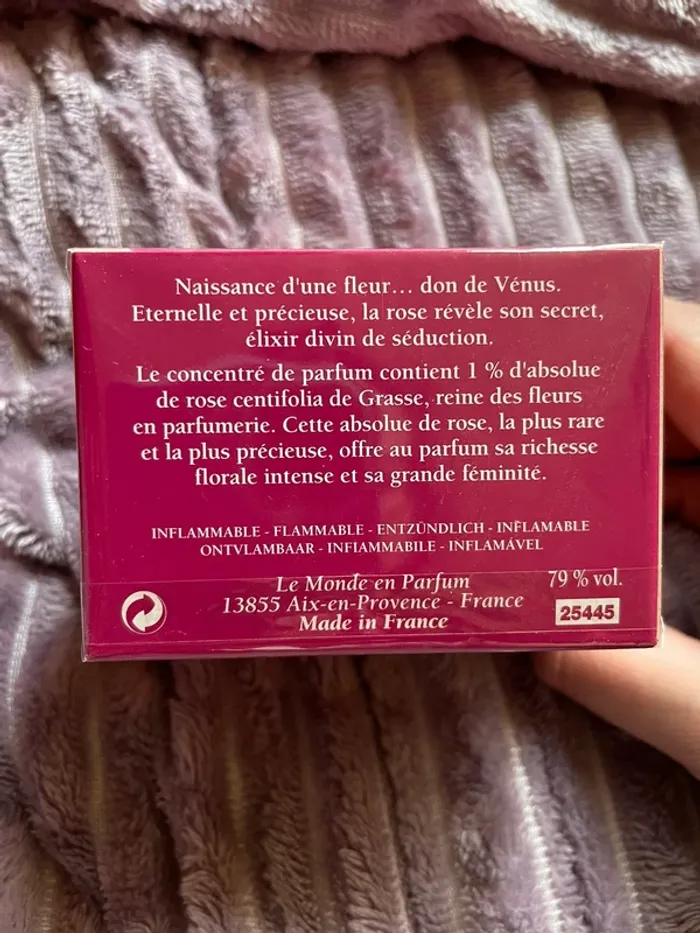 Naissance d'une fleur... don de Vénus.
Eternelle et précieuse, la rose révèle son secret,
élixir divin de séduction.
Le concentré de parfum contient 1 % d'absolue
de rose centifolia de Grasse, reine des fleurs
en parfumerie. Cette absolue de rose, la plus rare
et la plus précieuse, offre au parfum sa richesse
florale intense et sa grande féminité.
INFLAMMABLE - FLAMMABLE - ENTZÜNDLICH - INFLAMABLE
ONTVLAMBAAR - INFIAMMABILE - INFLAMÁVEL
Le Monde en Parfum
79 % vol.
13855 Aix-en-Provence - France
25445
Made in France